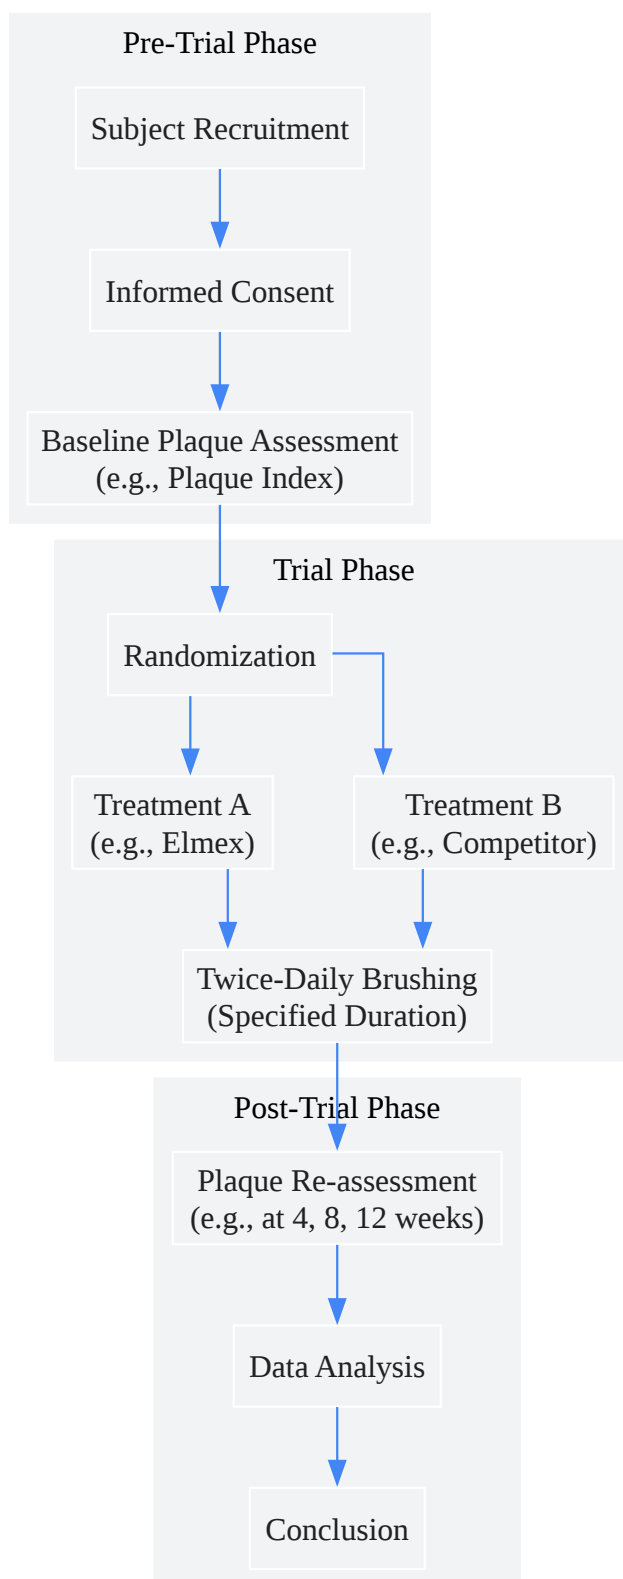 Pre-Trial Phase
Subject Recruitment
Informed Consent
Baseline Plaque Assessment
(e.g., Plaque Index)
Trial Phase
Randomization
Treatment A
(e.g., Elmex)
Treatment B
(e.g., Competitor)
Twice-Daily Brushing
(Specified Duration)
Post-Trial Phase
Plaque Re-assessment
(e.g., at 4, 8, 12 weeks)
Data Analysis
Conclusion